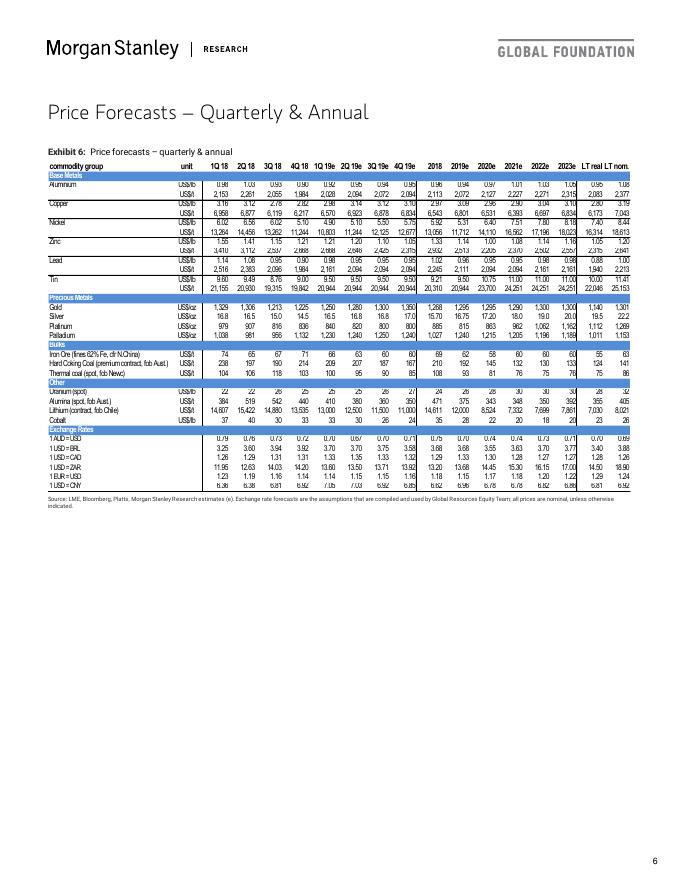 Morgan Stanley | RESEARCH
GLOBAL FOUNDATION
Price Forecasts – Quarterly & Annual
Exhibit 6: Price forecasts – quarterly & annual
commodity group unit 1Q 18 2Q 18 3Q 18 4Q 18 1Q 19e 2Q 19e 3Q 19e 4Q 19e 2018 2019e 2020e 2021e 2022e 2023e LT real LT nom.
Base Metals
Aluminium US$/lb 0.98 1.03 0.93 0.90 0.92 0.95 0.94 0.95 0.96 0.94 0.97 1.01 1.03 1.05 0.95 1.08
US$/t 2,153 2,261 2,055 1,984 2,028 2,094 2,072 2,094 2,113 2,072 2,127 2,227 2,271 2,315 2,083 2,377
Copper US$/lb 3.16 3.12 2.78 2.82 2.98 3.14 3.12 3.10 2.97 3.09 2.96 2.90 3.04 3.10 2.80 3.19
US$/t 6,958 6,877 6,119 6,217 6,570 6,923 6,878 6,834 6,543 6,801 6,531 6,393 6,697 6,834 6,173 7,043
Nickel US$/lb 6.02 6.56 6.02 5.10 4.90 5.10 5.50 5.75 5.92 5.31 6.40 7.51 7.80 8.18 7.40 8.44
US$/t 13,264 14,456 13,262 11,244 10,803 11,244 12,125 12,677 13,056 11,712 14,110 16,562 17,196 18,023 16,314 18,613
Zinc US$/lb 1.55 1.41 1.15 1.21 1.21 1.20 1.10 1.05 1.33 1.14 1.00 1.08 1.14 1.16 1.05 1.20
US$/t 3,410 3,112 2,537 2,668 2,668 2,646 2,425 2,315 2,932 2,513 2,205 2,370 2,502 2,557 2,315 2,641
Lead US$/lb 1.14 1.08 0.95 0.90 0.98 0.95 0.95 0.95 1.02 0.96 0.95 0.95 0.98 0.98 0.88 1.00
US$/t 2,516 2,383 2,096 1,984 2,161 2,094 2,094 2,094 2,245 2,111 2,094 2,094 2,161 2,161 1,940 2,213
Tin US$/lb 9.60 9.49 8.76 9.00 9.50 9.50 9.50 9.50 9.21 9.50 10.75 11.00 11.00 11.00 10.00 11.41
US$/t 21,155 20,930 19,315 19,842 20,944 20,944 20,944 20,944 20,310 20,944 23,700 24,251 24,251 24,251 22,046 25,153
Precious Metals
Gold US$/oz 1,329 1,306 1,213 1,225 1,250 1,280 1,300 1,350 1,268 1,295 1,295 1,290 1,300 1,300 1,140 1,301
Silver US$/oz 16.8 16.5 15.0 14.5 16.5 16.8 16.8 17.0 15.70 16.75 17.20 18.0 19.0 20.0 19.5 22.2
Platinum US$/oz 979 907 816 836 840 820 800 800 885 815 863 962 1,062 1,162 1,112 1,269
Palladium US$/oz 1,038 981 956 1,132 1,230 1,240 1,250 1,240 1,027 1,240 1,215 1,205 1,196 1,189 1,011 1,153
Bulks
Iron Ore (fines 62% Fe, cfr N.China) US$/t 74 65 67 71 66 63 60 60 69 62 58 60 60 60 55 63
Hard Coking Coal (premium contract, fob Aust.) US$/t 238 197 190 214 209 207 187 167 210 192 145 132 130 133 124 141
Thermal coal (spot, fob Newc) US$/t 104 106 118 103 100 95 90 85 108 93 81 76 75 76 75 86
Other
Uranium (spot) US$/lb 22 22 26 25 25 25 26 27 24 26 28 30 30 30 28 32
Alumina (spot, fob Aust.) US$/t 384 519 542 440 410 380 360 350 471 375 343 348 350 392 355 405
Lithium (contract, fob Chile) US$/t 14,607 15,422 14,880 13,535 13,000 12,500 11,500 11,000 14,611 12,000 8,524 7,332 7,699 7,861 7,030 8,021
Cobalt US$/lb 37 40 30 33 33 30 26 24 35 28 22 20 18 20 23 26
Exchange Rates
1 AUD = USD 0.79 0.76 0.73 0.72 0.70 0.67 0.70 0.71 0.75 0.70 0.74 0.74 0.73 0.71 0.70 0.69
1 USD = BRL 3.25 3.60 3.94 3.92 3.70 3.70 3.75 3.58 3.68 3.68 3.55 3.63 3.70 3.77 3.40 3.88
1 USD = CAD 1.26 1.29 1.31 1.31 1.33 1.35 1.33 1.32 1.29 1.33 1.30 1.28 1.27 1.27 1.28 1.26
1 USD = ZAR 11.95 12.63 14.03 14.20 13.60 13.50 13.71 13.92 13.20 13.68 14.45 15.30 16.15 17.00 14.50 18.90
1 EUR = USD 1.23 1.19 1.16 1.14 1.14 1.15 1.15 1.16 1.18 1.15 1.17 1.18 1.20 1.22 1.29 1.24
1 USD = CNY 6.36 6.38 6.81 6.92 7.05 7.03 6.92 6.85 6.62 6.96 6.78 6.78 6.82 6.86 6.81 6.92
Source: LME, Bloomberg, Platts, Morgan Stanley Research estimates (e). Exchange rate forecasts are the assumptions that are compiled and used by Global Resources Equity Team; all prices are nominal, unless otherwise
indicated.
6